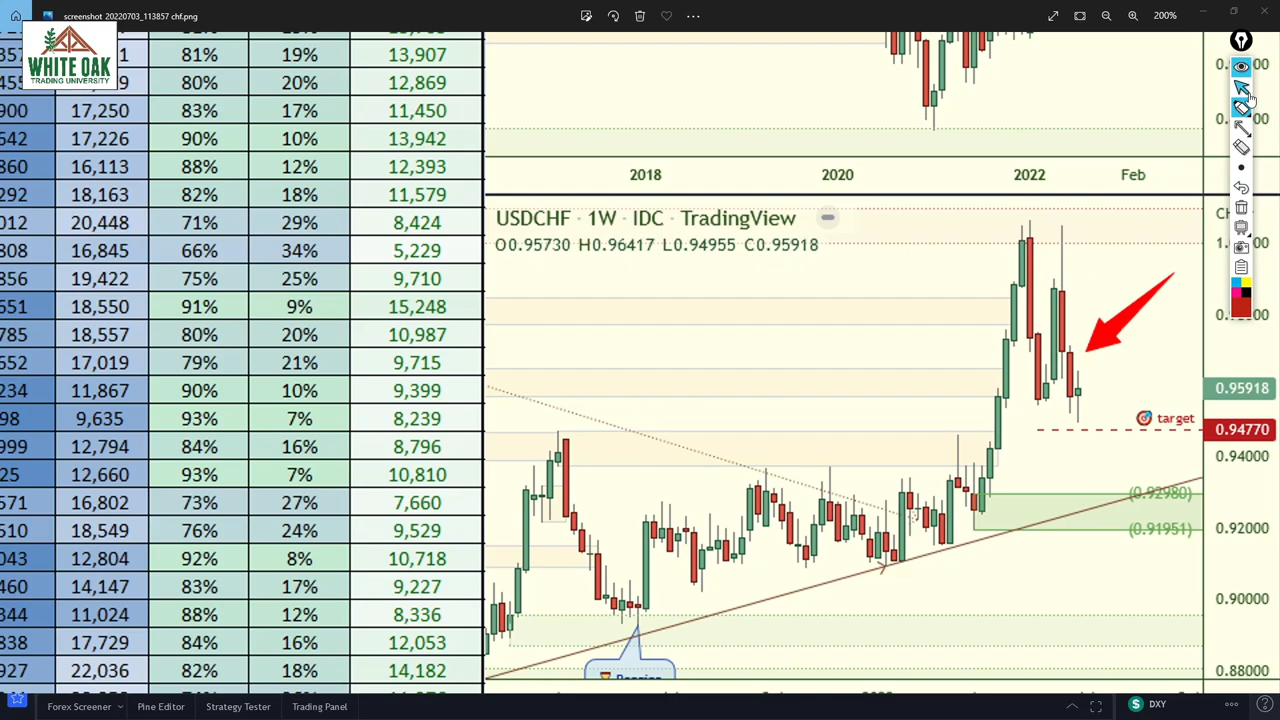 screenshot 20220703_113857 chf.png
200%
WHITE OAK
TRADING UNIVERSITY
81% 19% 13,907
80% 20% 12,869
900 17,250 83% 17% 11,450
642 17,226 90% 10% 13,942
860 16,113 88% 12% 12,393
292 18,163 82% 18% 11,579
012 20,448 71% 29% 8,424
808 16,845 66% 34% 5,229
856 19,422 75% 25% 9,710
651 18,550 91% 9% 15,248
785 18,557 80% 20% 10,987
652 17,019 79% 21% 9,715
234 11,867 90% 10% 9,399
98 9,635 93% 7% 8,239
999 12,794 84% 16% 8,796
25 12,660 93% 7% 10,810
571 16,802 73% 27% 7,660
510 18,549 76% 24% 9,529
043 12,804 92% 8% 10,718
460 14,147 83% 17% 9,227
344 11,024 88% 12% 8,336
838 17,729 84% 16% 12,053
927 22,036 82% 18% 14,182
2018 2020 2022 Feb
USDCHF · 1W · IDC · TradingView
O0.95730 H0.96417 L0.94955 C0.95918
0.95918
target
0.94770
0.94000
(0.92980)
(0.91951)
0.92000
0.90000
0.88000
Forex Screener Pine Editor Strategy Tester Trading Panel
S DXY